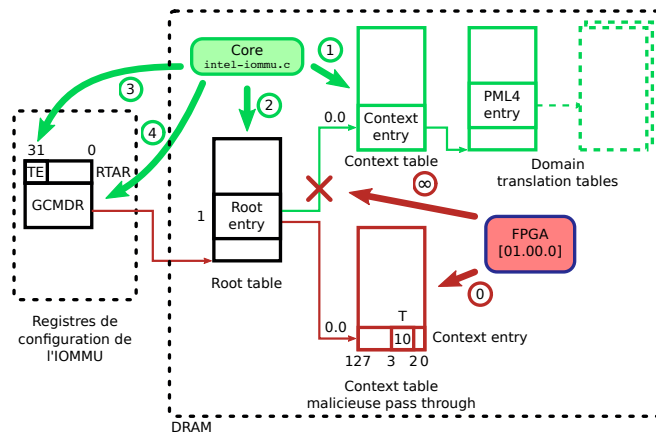 DRAM
Core
intel-iommu.c
1
3
2
4
0.0
Context
entry
Context table
PML4
entry
Domain
translation tables
31
0
TE
RTAR
GCMDR
1
Root
entry
Root table
∞
FPGA
[01.00.0]
0
Registres de
configuration de
l'IOMMU
0.0
T
10
Context entry
127
3
2
0
Context table
malicieuse pass through